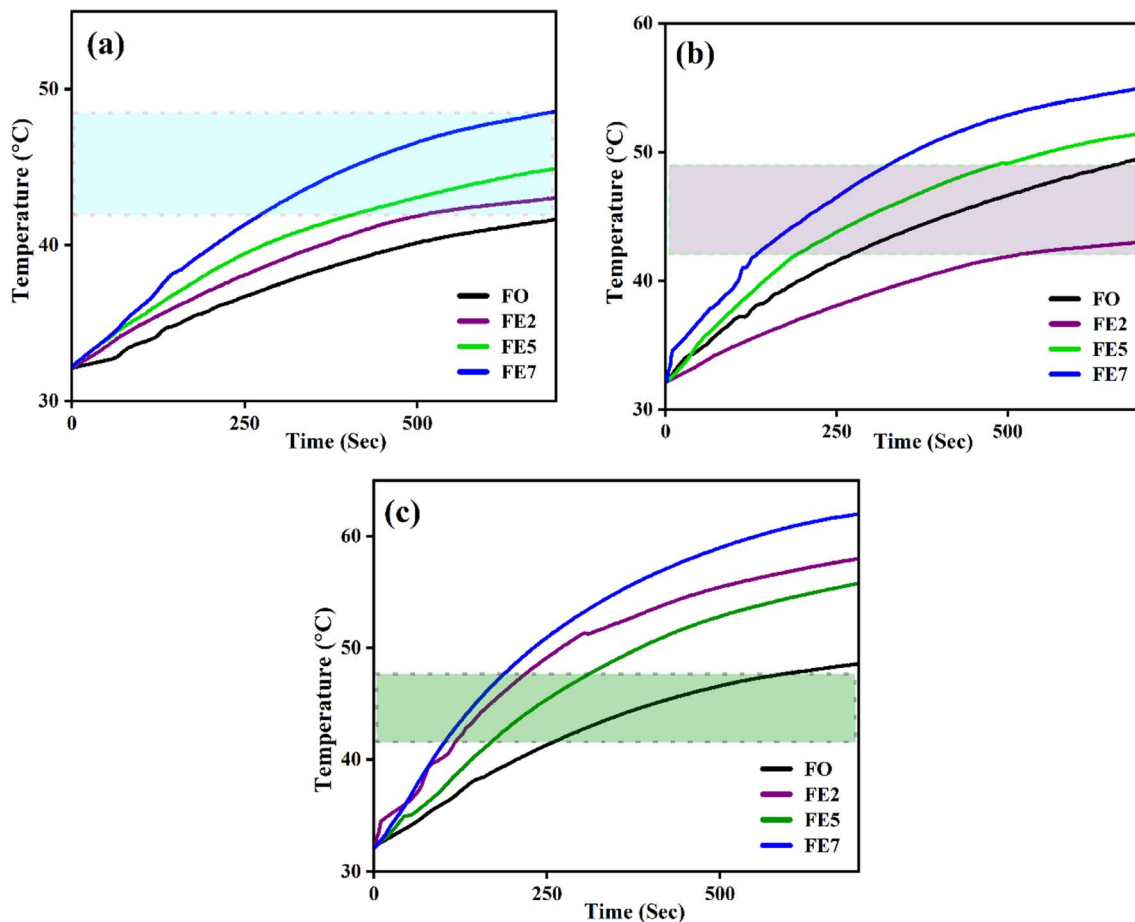 (a)
50
40
30
Temperature (°C)
0
250
500
Time (Sec)
FO
FE2
FE5
FE7
(b)
60
50
40
30
Temperature (°C)
0
250
500
Time (Sec)
FO
FE2
FE5
FE7
(c)
60
50
40
30
Temperature (°C)
0
250
500
Time (Sec)
FO
FE2
FE5
FE7